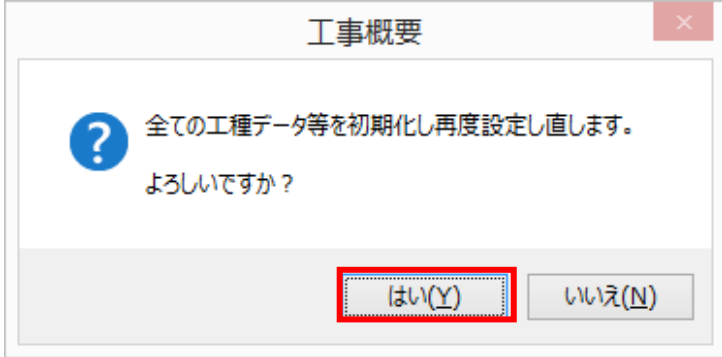 工事概要
全ての工種データ等を初期化し再度設定し直します。
よろしいですか？
はい(Y)
いいえ(N)